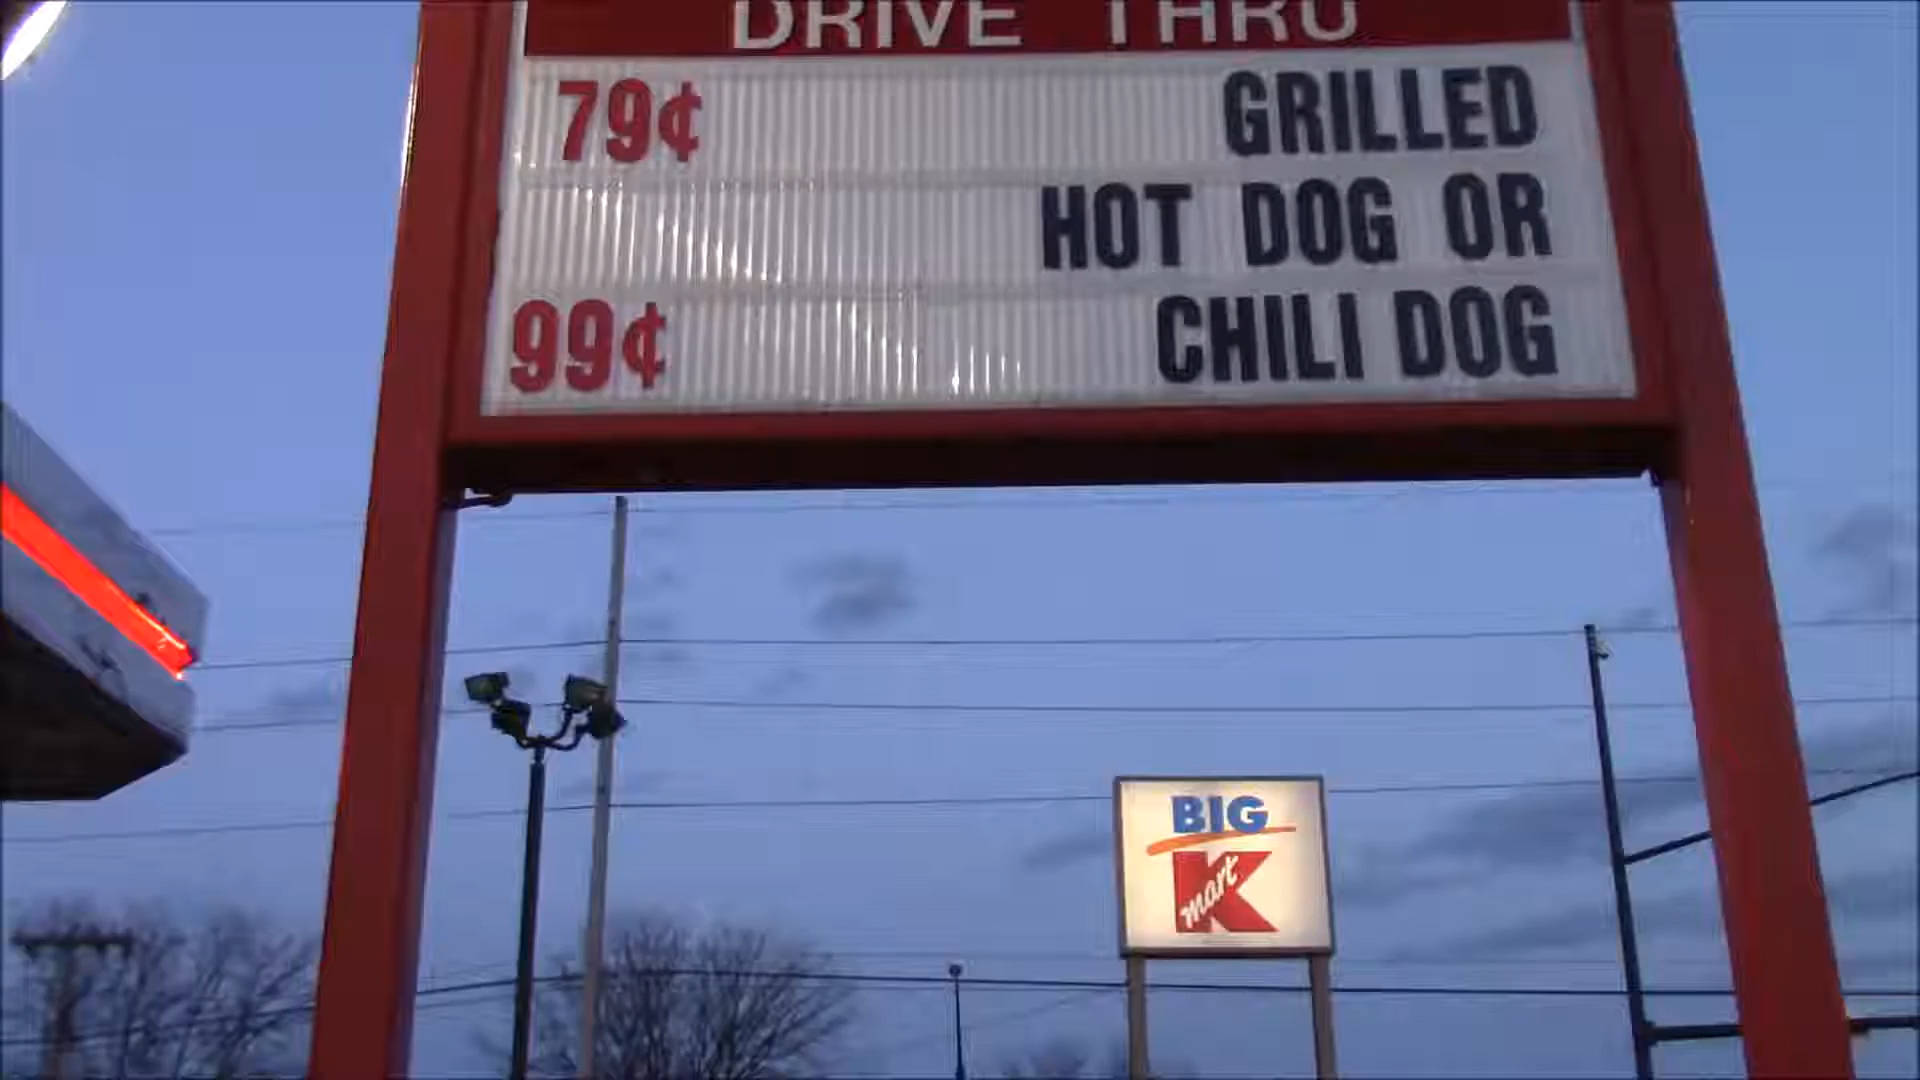 DRIVE THRU
79¢ GRILLED
HOT DOG OR
99¢ CHILI DOG
BIG
K
mart